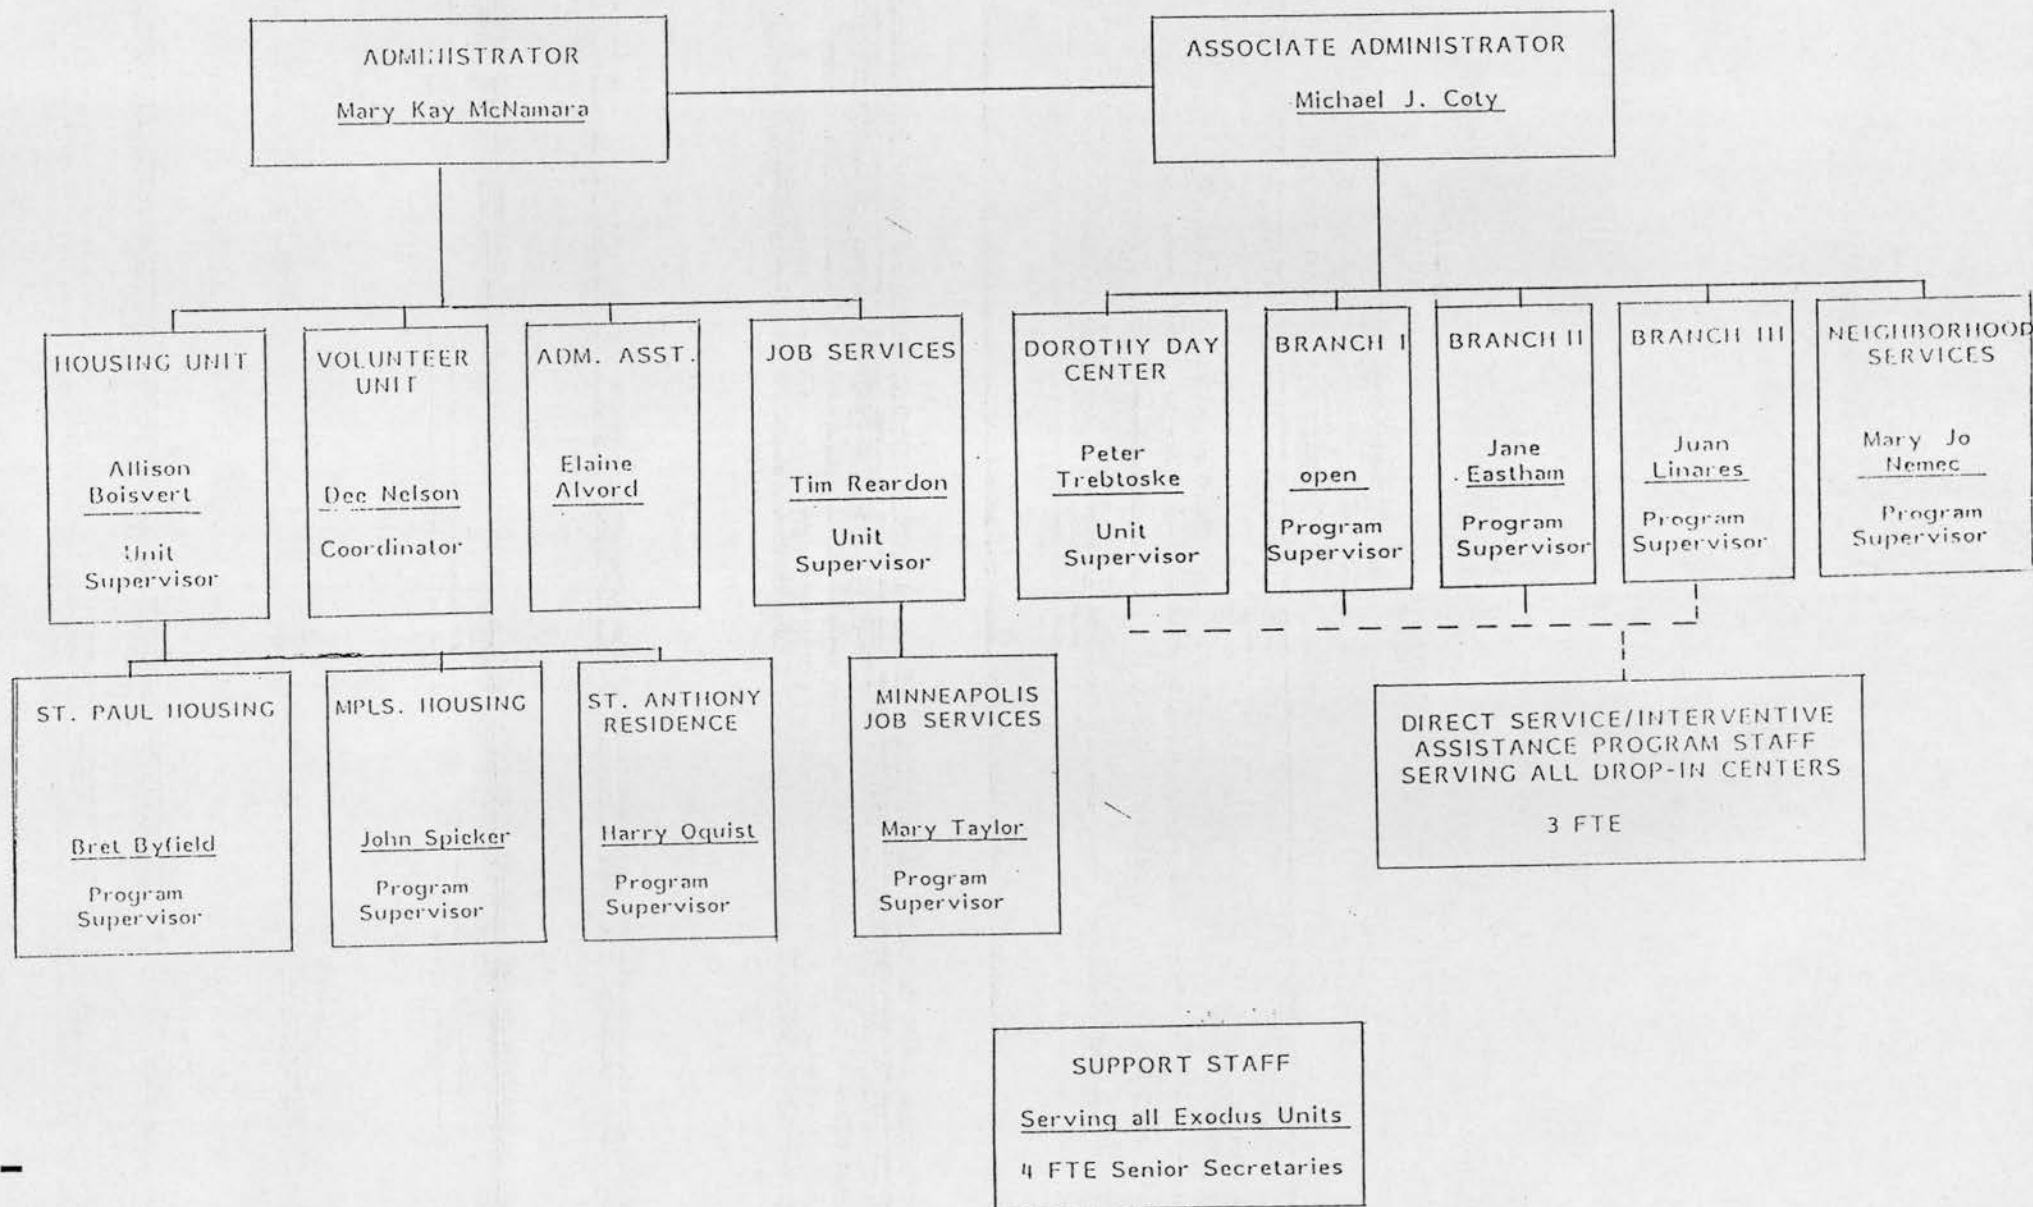 ADMINISTRATOR
Mary Kay McNamara
ASSOCIATE ADMINISTRATOR
Michael J. Coty
HOUSING UNIT
Allison
Boisvert
Unit
Supervisor
VOLUNTEER
UNIT
Dee Nelson
Coordinator
ADM. ASST.
Elaine
Alvord
JOB SERVICES
Tim Reardon
Unit
Supervisor
DOROTHY DAY
CENTER
Peter
Trebtoske
Unit
Supervisor
BRANCH I
open
Program
Supervisor
BRANCH II
Jane
Eastham
Program
Supervisor
BRANCH III
Juan
Linares
Program
Supervisor
NEIGHBORHOOD
SERVICES
Mary Jo
Nemec
Program
Supervisor
ST. PAUL HOUSING
Bret Byfield
Program
Supervisor
MPLS. HOUSING
John Spicker
Program
Supervisor
ST. ANTHONY
RESIDENCE
Harry Oquist
Program
Supervisor
MINNEAPOLIS
JOB SERVICES
Mary Taylor
Program
Supervisor
DIRECT SERVICE/INTERVENTIVE
ASSISTANCE PROGRAM STAFF
SERVING ALL DROP-IN CENTERS
3 FTE
SUPPORT STAFF
Serving all Exodus Units
4 FTE Senior Secretaries